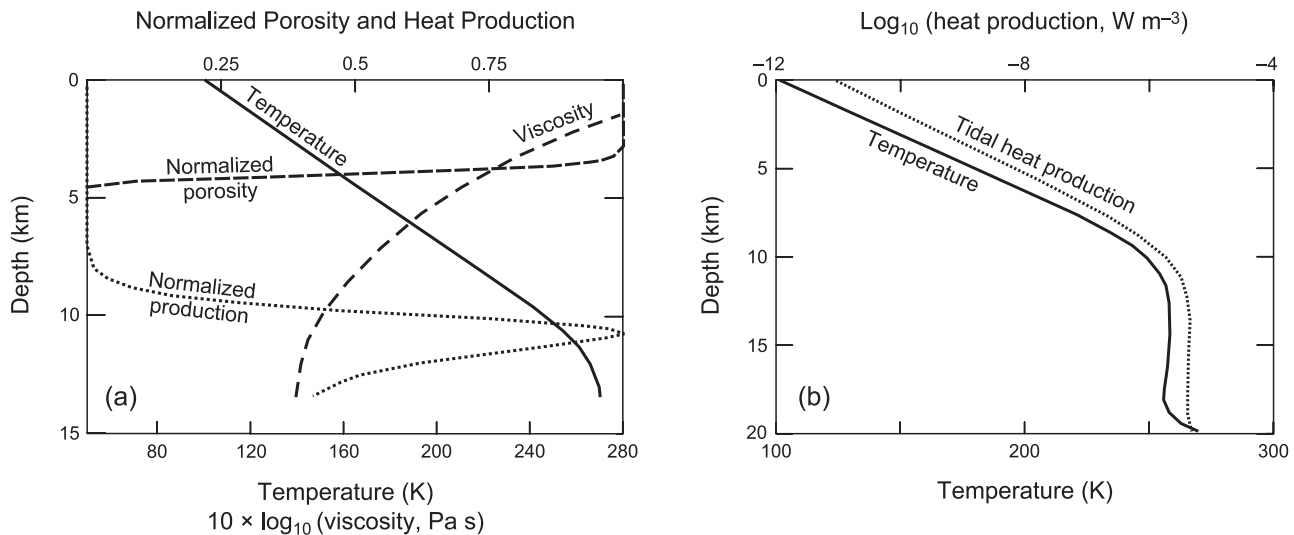 Normalized Porosity and Heat Production
0.25 0.5 0.75
0
5
10
15
Depth (km)
Temperature
Viscosity
Normalized
porosity
Normalized
production
(a)
80 120 160 200 240 280
Temperature (K)
10 × log₁₀ (viscosity, Pa s)
Log₁₀ (heat production, W m⁻³)
–12 –8 –4
0
5
10
15
20
Depth (km)
Tidal heat production
Temperature
(b)
100 200 300
Temperature (K)